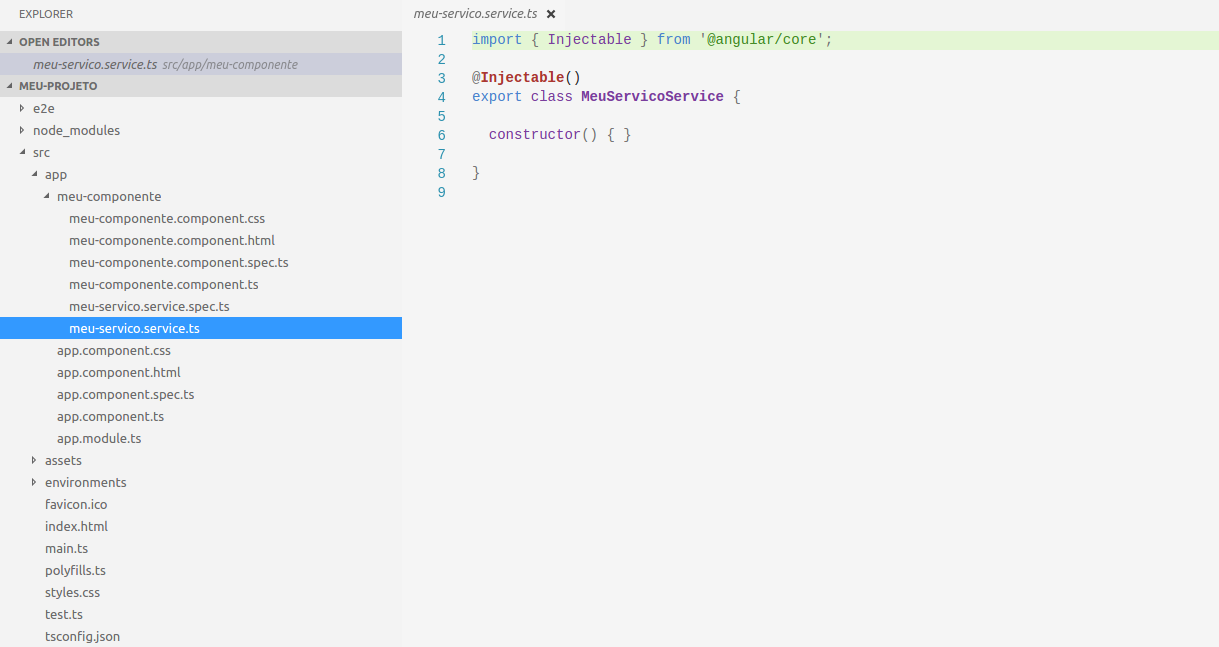 EXPLORER
OPEN EDITORS
meu-servico.service.ts src/app/meu-componente
MEU-PROJETO
e2e
node_modules
src
app
meu-componente
meu-componente.component.css
meu-componente.component.html
meu-componente.component.spec.ts
meu-componente.component.ts
meu-servico.service.spec.ts
meu-servico.service.ts
app.component.css
app.component.html
app.component.spec.ts
app.component.ts
app.module.ts
assets
environments
favicon.ico
index.html
main.ts
polyfills.ts
styles.css
test.ts
tsconfig.json
meu-servico.service.ts
1 import { Injectable } from '@angular/core';
2
3 @Injectable()
4 export class MeuServicoService {
5
6 constructor() { }
7
8 }
9